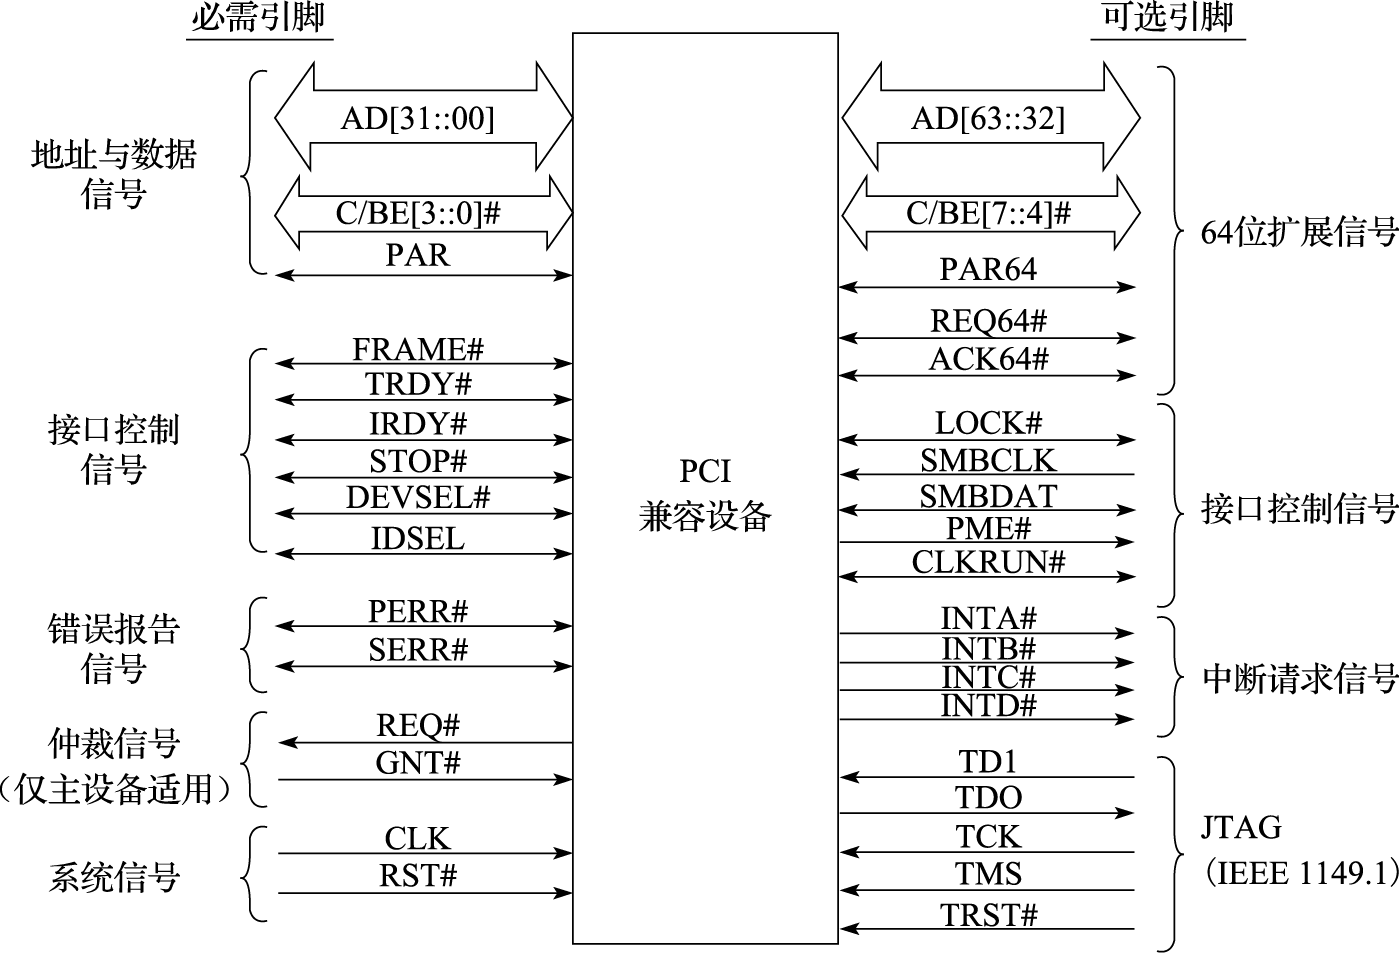 必需引脚
地址与数据
信号
AD[31::00]
C/BE[3::0]#
PAR
接口控制
信号
FRAME#
TRDY#
IRDY#
STOP#
DEVSEL#
IDSEL
错误报告
信号
PERR#
SERR#
仲裁信号
（仅主设备适用）
REQ#
GNT#
系统信号
CLK
RST#
PCI
兼容设备
可选引脚
AD[63::32]
C/BE[7::4]#
PAR64
REQ64#
ACK64#
64位扩展信号
LOCK#
SMBCLK
SMBDAT
PME#
CLKRUN#
接口控制信号
INTA#
INTB#
INTC#
INTD#
中断请求信号
TD1
TDO
TCK
TMS
TRST#
JTAG
(IEEE 1149.1)